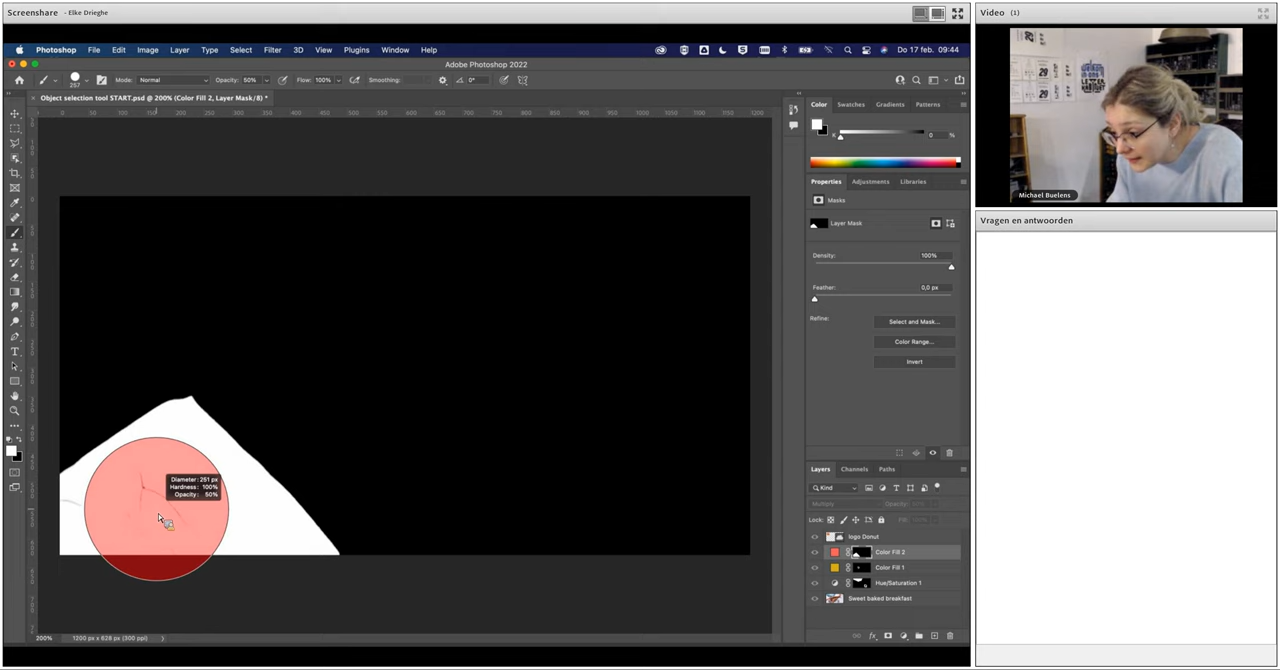 Screenshare - Elke Drieghe
Video (1)
Photoshop File Edit Image Layer Type Select Filter 3D View Plugins Window Help
Do 17 feb. 09:44
Adobe Photoshop 2022
257
Mode: Normal
Opacity: 50%
Flow: 100%
Smoothing:
0°
Object selection tool START.psd @ 200% (Color Fill 2, Layer Mask/8) *
Color Swatches Gradients Patterns
K 0 %
Properties Adjustments Libraries
Masks
Layer Mask
Density: 100%
Feather: 0,0 px
Refine:
Select and Mask...
Color Range...
Invert
Diameter: 251 px
Hardness: 100%
Opacity: 50%
Layers Channels Paths
Kind
Multiply
Opacity:
Lock:
Fill:
logo Donut
Color Fill 2
Color Fill 1
Hue/Saturation 1
Sweet baked breakfast
200% 1200 px x 628 px (300 ppi)
Michael Buelens
Vragen en antwoorden